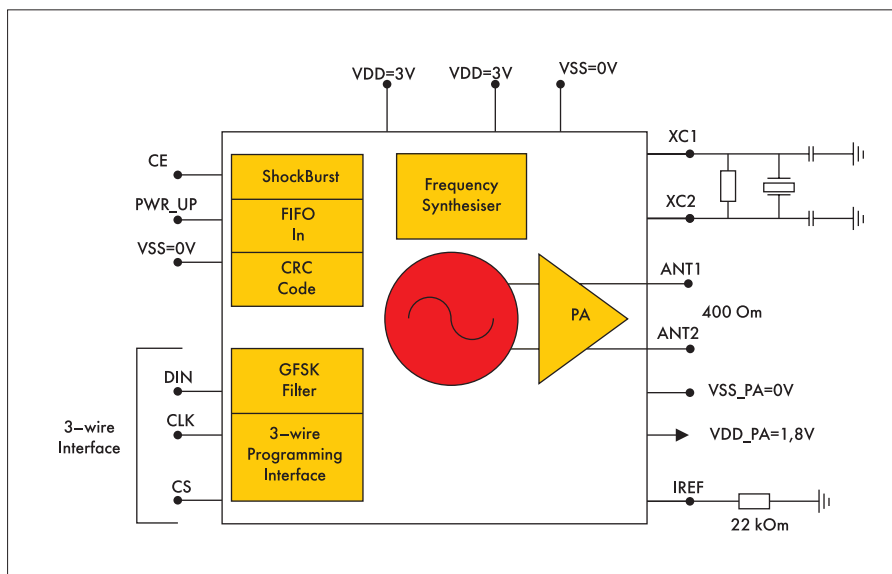 VDD=3V
VDD=3V
VSS=0V
CE
PWR_UP
VSS=0V
ShockBurst
FIFO
In
CRC
Code
Frequency
Synthesiser
XC1
XC2
PA
ANT1
400 Om
ANT2
VSS_PA=0V
VDD_PA=1,8V
IREF
22 kOm
3–wire
Interface
DIN
CLK
CS
GFSK
Filter
3–wire
Programming
Interface